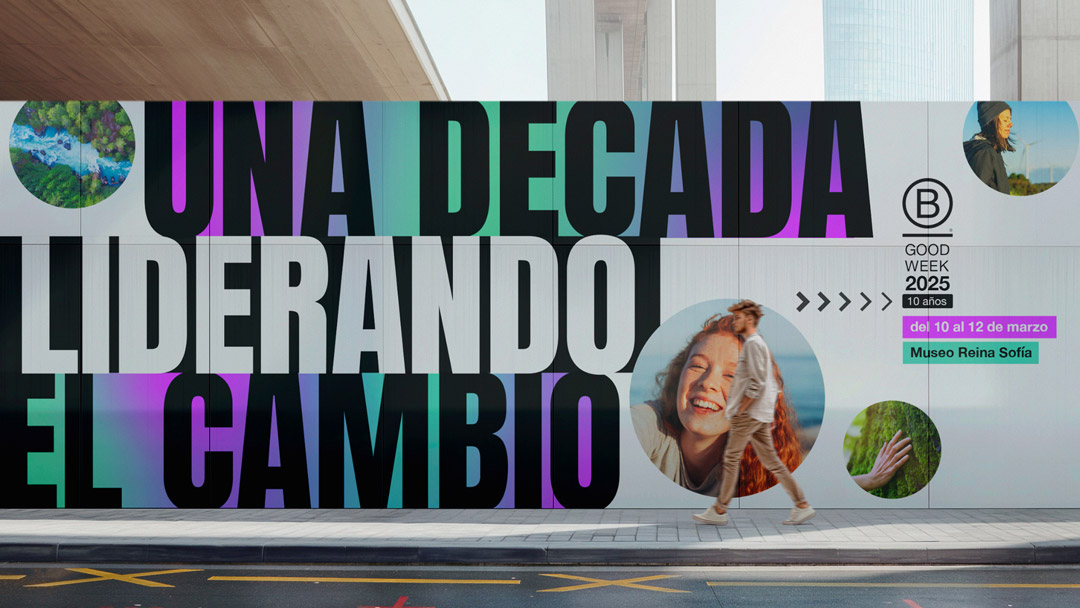 UNA DECADA
LIDERANDO
EL CAMBIO
B
GOOD
WEEK
2025
10 años
del 10 al 12 de marzo
Museo Reina Sofía